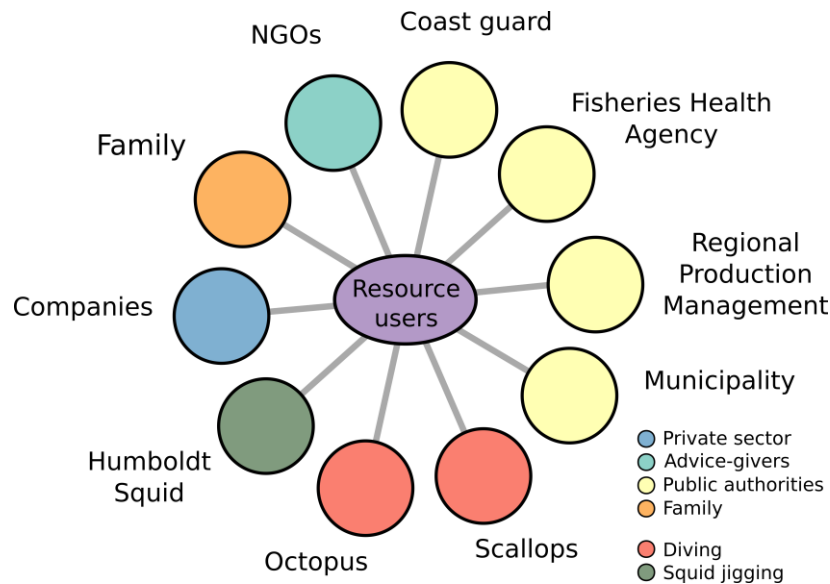 NGOs
Coast guard
Fisheries Health
Agency
Family
Regional
Production
Management
Resource
users
Companies
Municipality
Humboldt
Squid
Octopus
Scallops
Private sector
Advice-givers
Public authorities
Family
Diving
Squid jigging